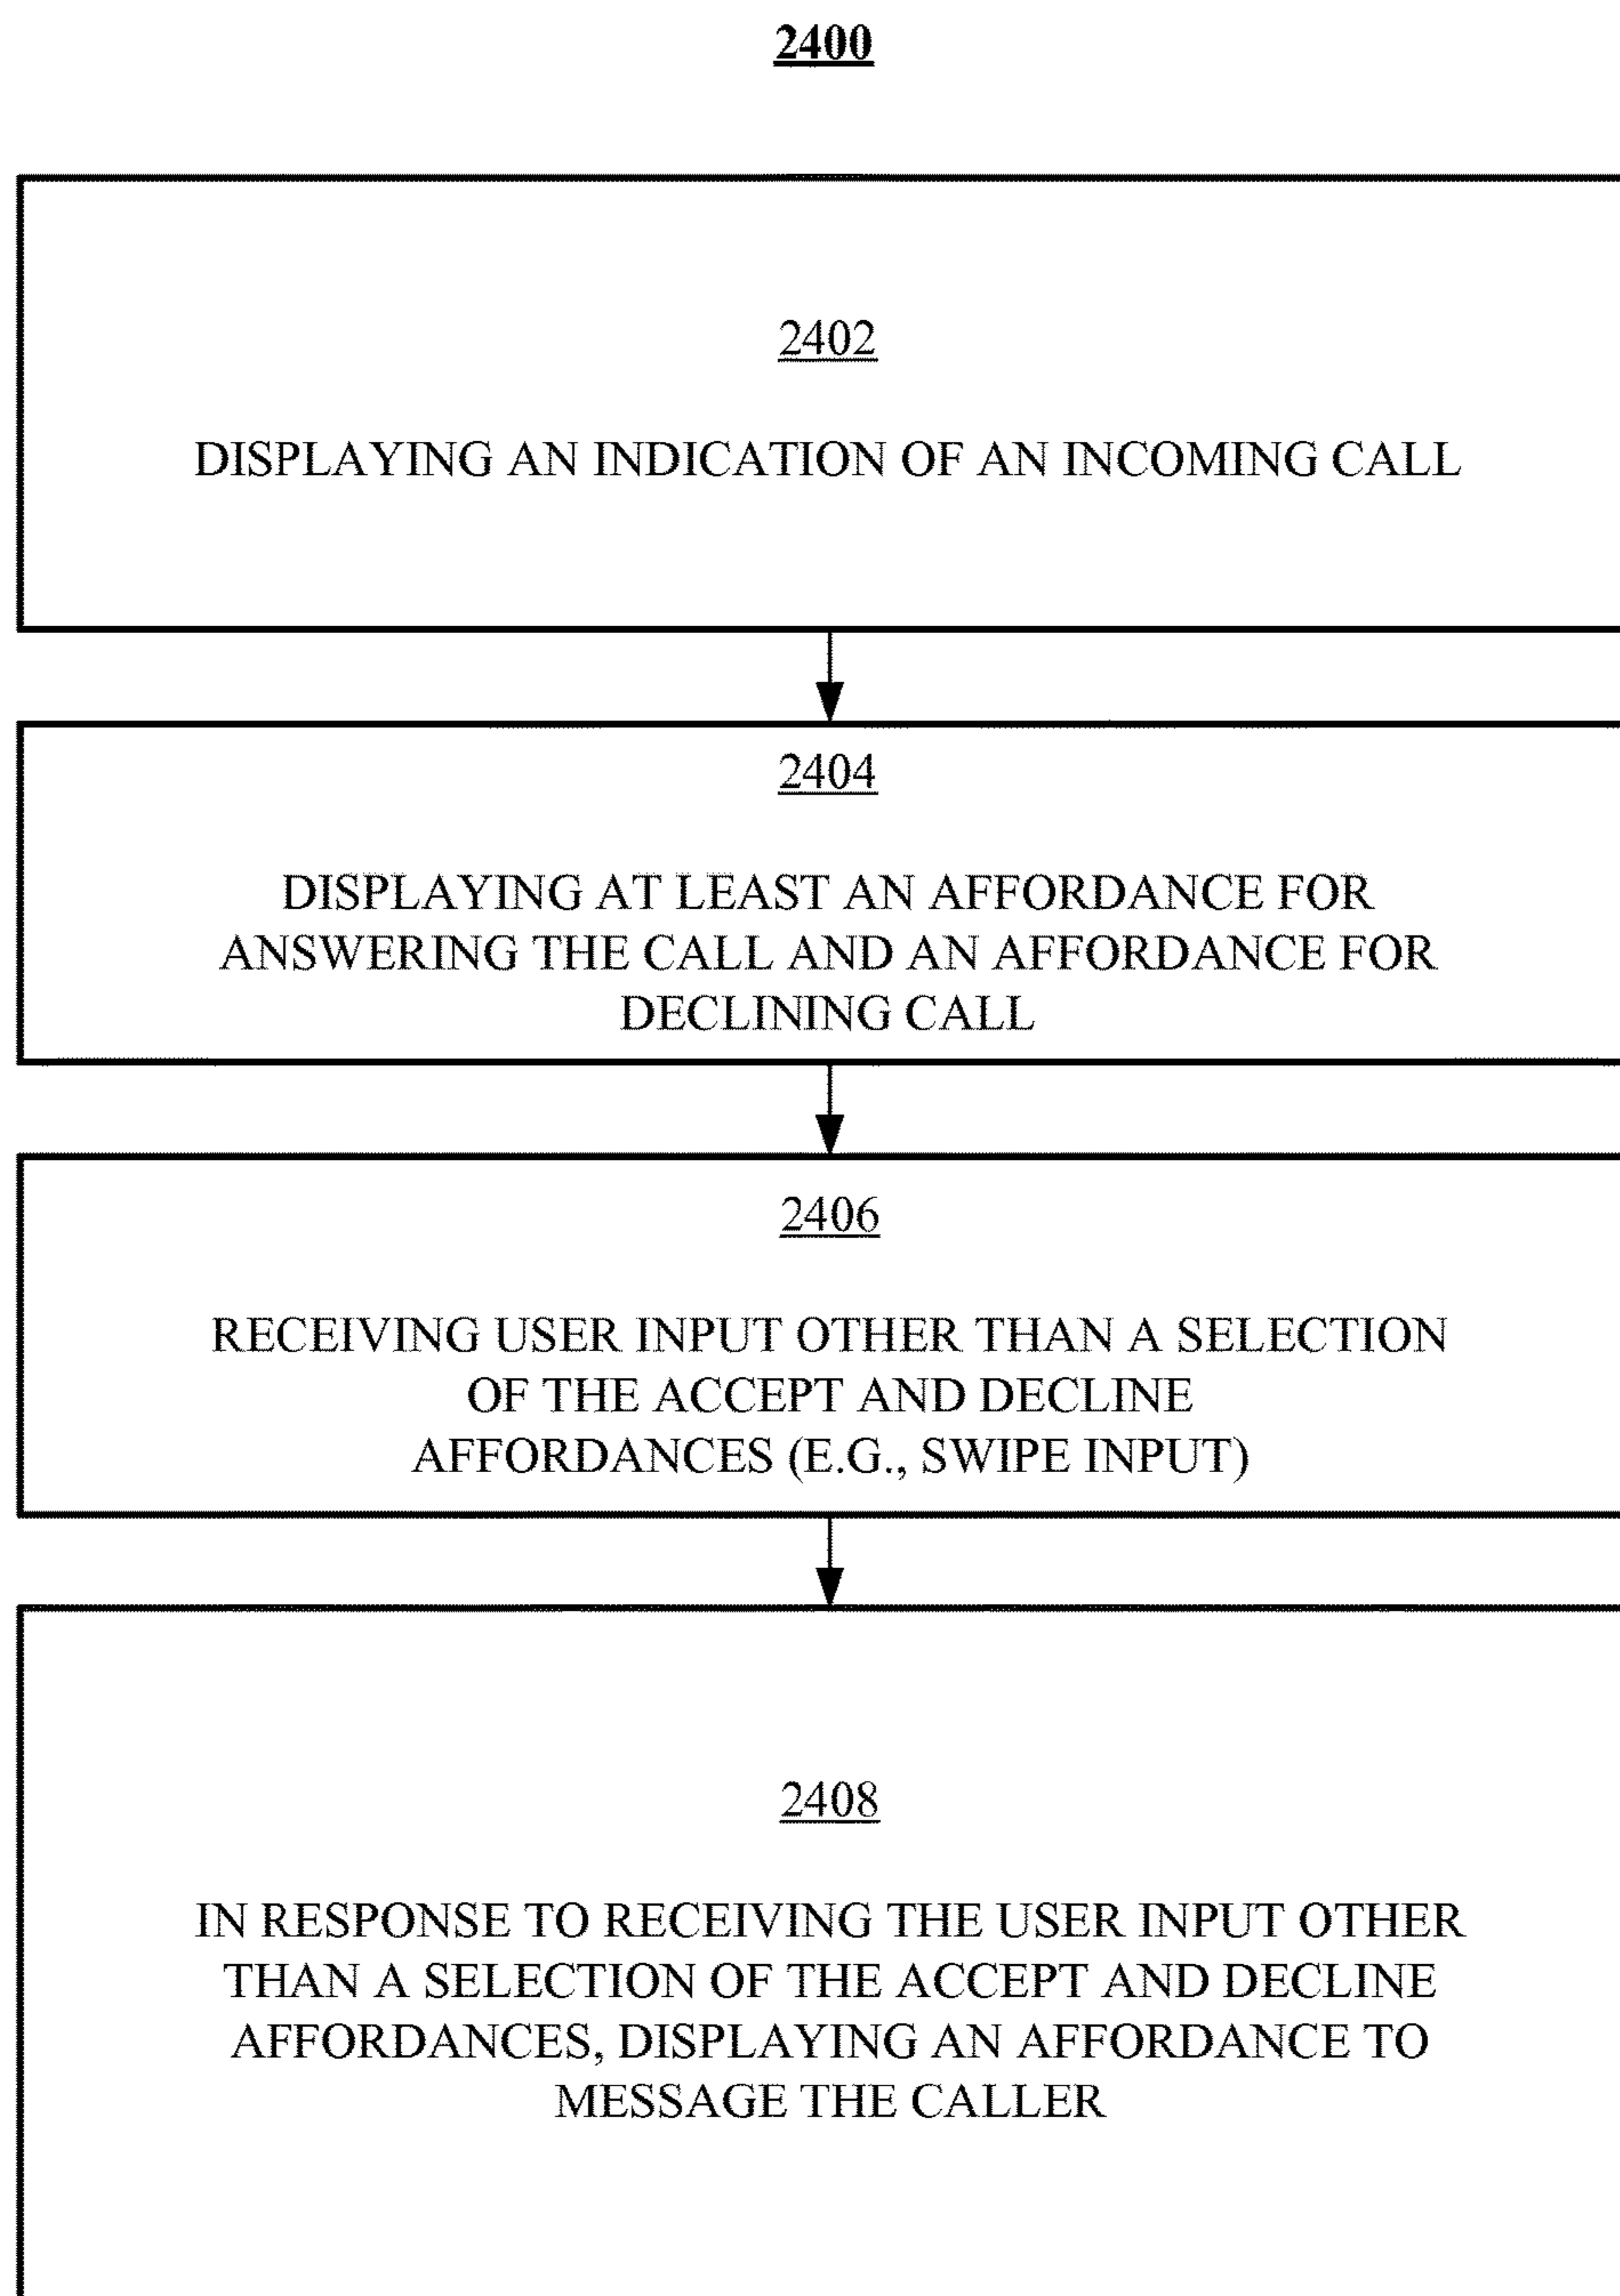 2400
2402
DISPLAYING AN INDICATION OF AN INCOMING CALL
2404
DISPLAYING AT LEAST AN AFFORDANCE FOR
ANSWERING THE CALL AND AN AFFORDANCE FOR
DECLINING CALL
2406
RECEIVING USER INPUT OTHER THAN A SELECTION
OF THE ACCEPT AND DECLINE
AFFORDANCES (E.G., SWIPE INPUT)
2408
IN RESPONSE TO RECEIVING THE USER INPUT OTHER
THAN A SELECTION OF THE ACCEPT AND DECLINE
AFFORDANCES, DISPLAYING AN AFFORDANCE TO
MESSAGE THE CALLER